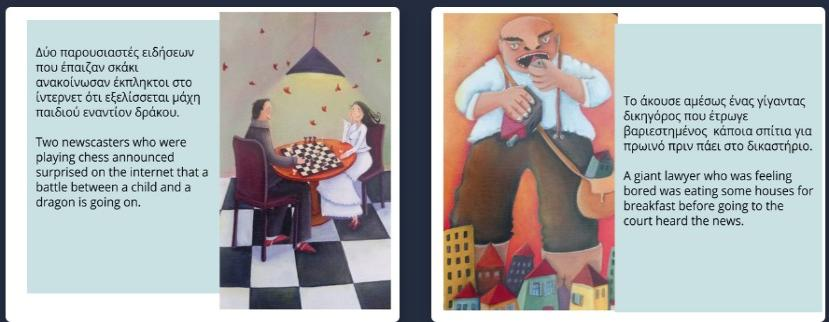 Δύο παρουσιαστές ειδήσεων
που έπαιζαν σκάκι
ανακοίνωσαν έκπληκτοι στο
ίντερνετ ότι εξελίσσεται μάχη
παιδιού εναντίον δράκου.
Two newscasters who were
playing chess announced
surprised on the internet that a
battle between a child and a
dragon is going on.
Το άκουσε αμέσως ένας γίγαντας
δικηγόρος που έτρωγε
βαριεστημένος κάποια σπίτια για
πρωινό πριν πάει στο δικαστήριο.
A giant lawyer who was feeling
bored was eating some houses for
breakfast before going to the
court heard the news.